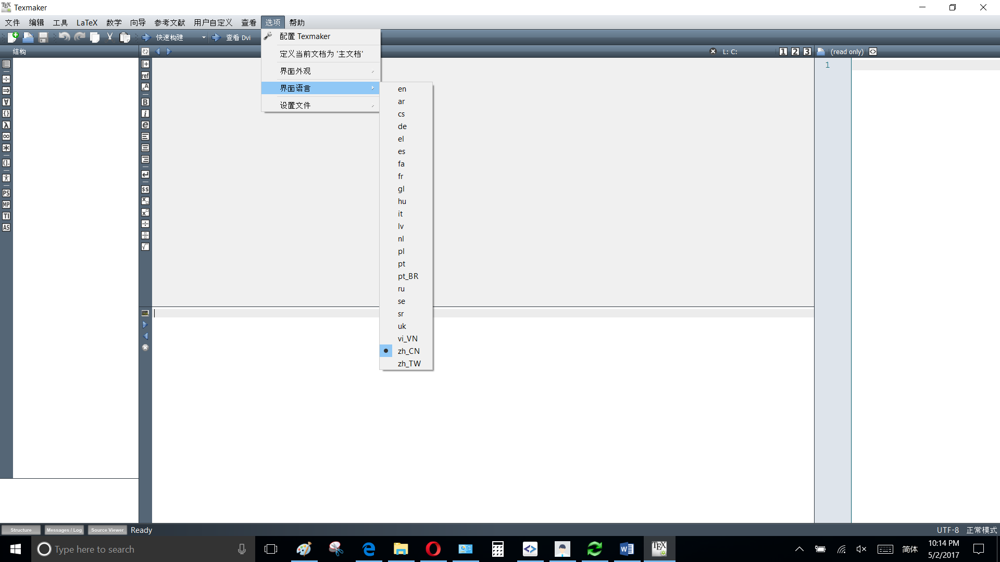 Texmaker
文件 编辑 工具 LaTeX 数学 向导 参考文献 用户自定义 查看 选项 帮助
快速构建 查看 Dvi
结构
L: C:
1 2 3
(read only)
配置 Texmaker
定义当前文档为 '主文档'
界面外观
界面语言
设置文件
en
ar
cs
de
el
es
fa
fr
gl
hu
it
lv
nl
pl
pt
pt_BR
ru
se
sr
uk
vi_VN
zh_CN
zh_TW
ref
PS
MP
TI
AS
$$
1
Structure Messages / Log Source Viewer Ready
UTF-8 正常模式
Type here to search
简体
10:14 PM
5/2/2017